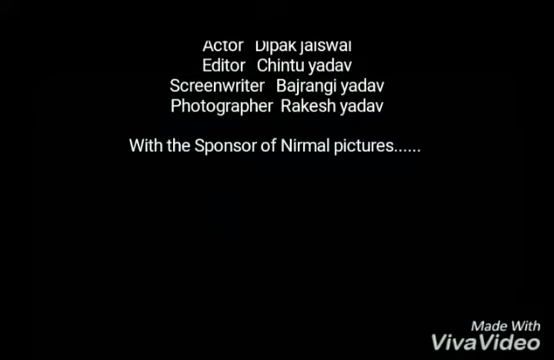 Actor Dipak jaiswal
Editor Chintu yadav
Screenwriter Bajrangi yadav
Photographer Rakesh yadav
With the Sponsor of Nirmal pictures......
Made With
VivaVideo